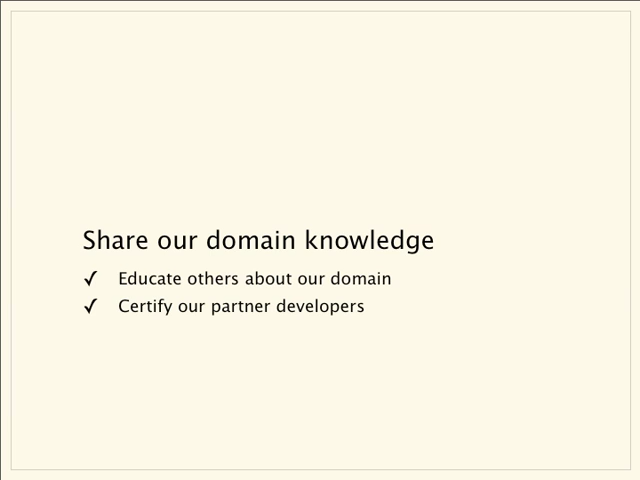 Share our domain knowledge
✓ Educate others about our domain
✓ Certify our partner developers